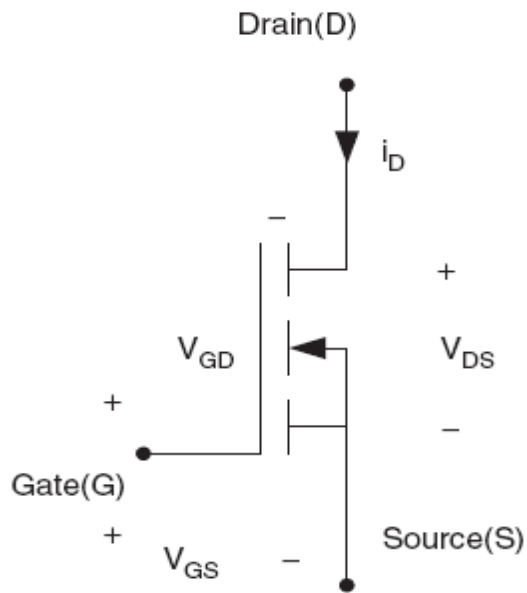 Drain(D)
i_D
−
+
V_GD
V_DS
+
−
Gate(G)
+
Source(S)
V_GS
−